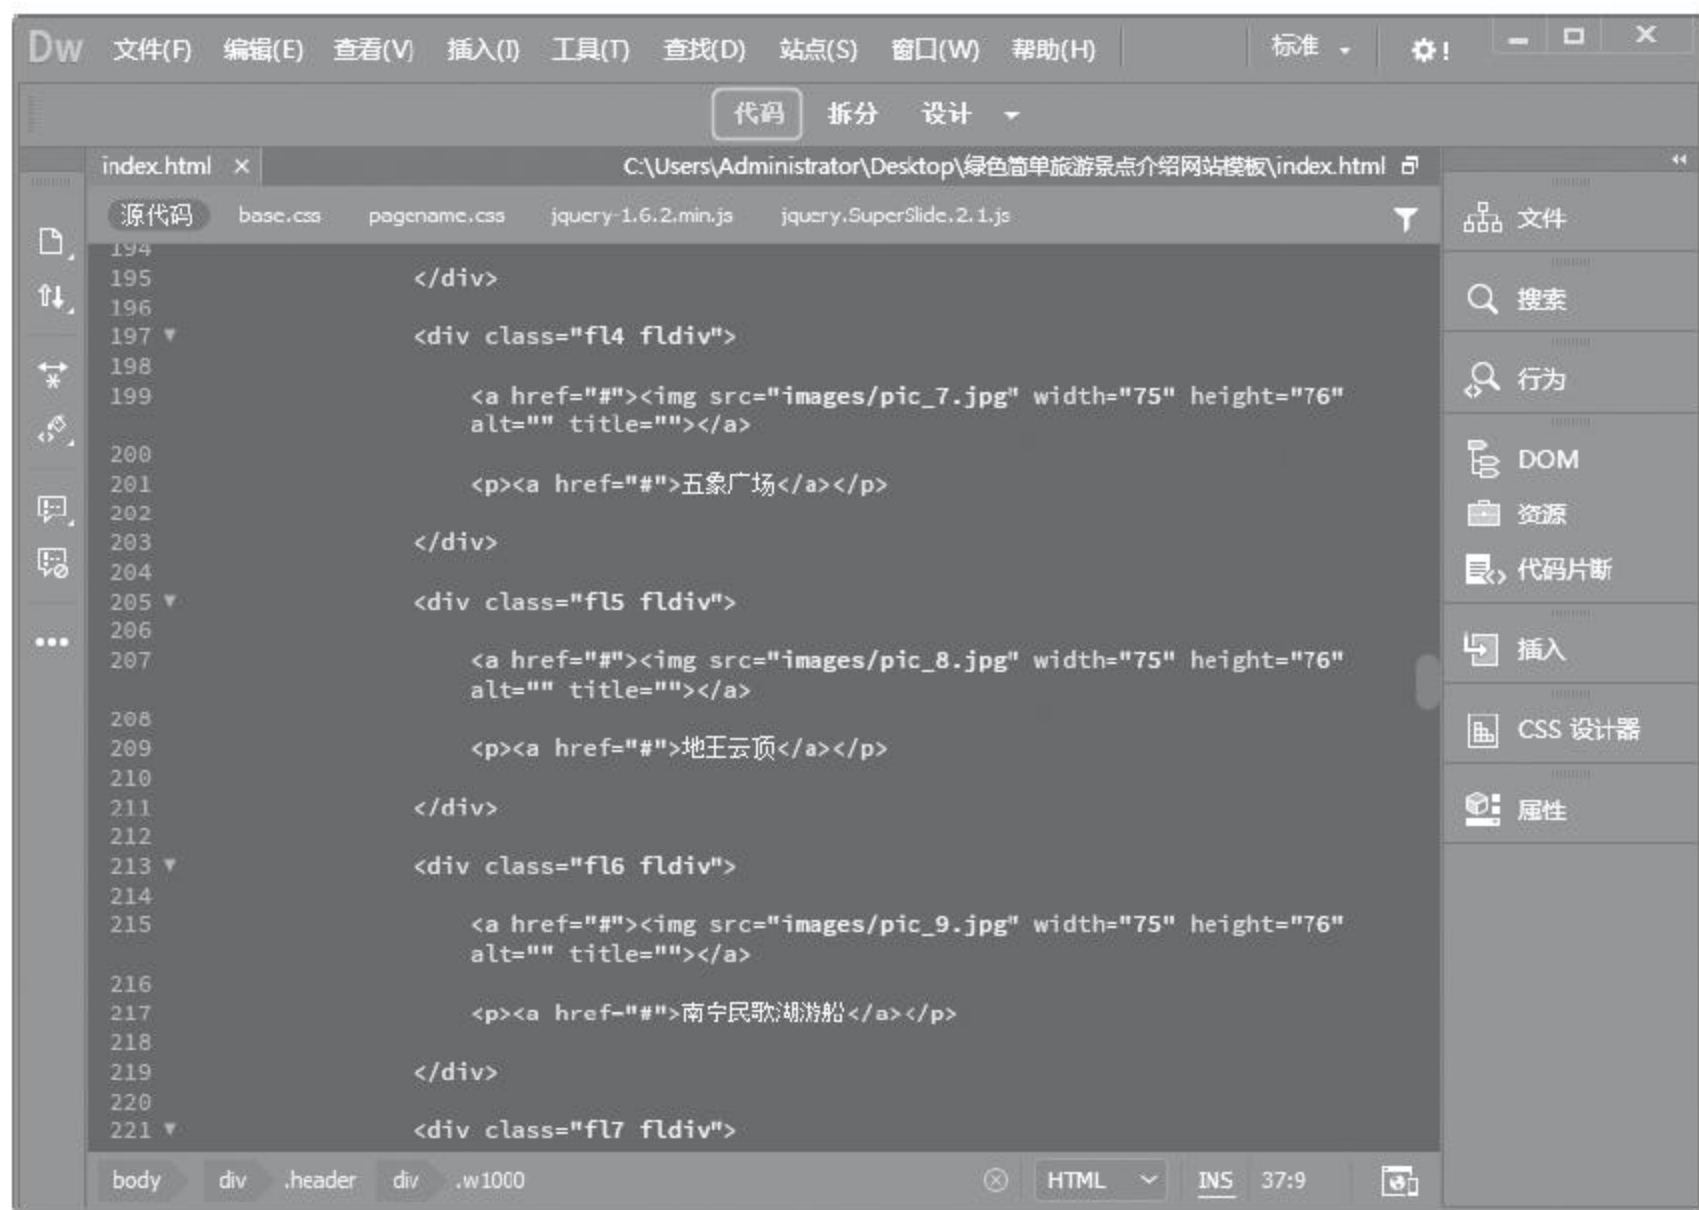 Dw 文件(F) 编辑(E) 查看(V) 插入(I) 工具(T) 查找(D) 站点(S) 窗口(W) 帮助(H) 标准
代码 拆分 设计
index.html × C:\Users\Administrator\Desktop\绿色简单旅游景点介绍网站模板\index.html
源代码 base.css pagename.css jquery-1.6.2.min.js jquery.SuperSlide.2.1.js
194
195 </div>
196
197 <div class="fl4 fldiv">
198
199 <a href="#"><img src="images/pic_7.jpg" width="75" height="76"
alt="" title=""></a>
200
201 <p><a href="#">五象广场</a></p>
202
203 </div>
204
205 <div class="fl5 fldiv">
206
207 <a href="#"><img src="images/pic_8.jpg" width="75" height="76"
alt="" title=""></a>
208
209 <p><a href="#">地王云顶</a></p>
210
211 </div>
212
213 <div class="fl6 fldiv">
214
215 <a href="#"><img src="images/pic_9.jpg" width="75" height="76"
alt="" title=""></a>
216
217 <p><a href="#">南宁民歌湖游船</a></p>
218
219 </div>
220
221 <div class="fl7 fldiv">
body div .header div .w1000 HTML INS 37:9
文件
搜索
行为
DOM
资源
代码片断
插入
CSS 设计器
属性